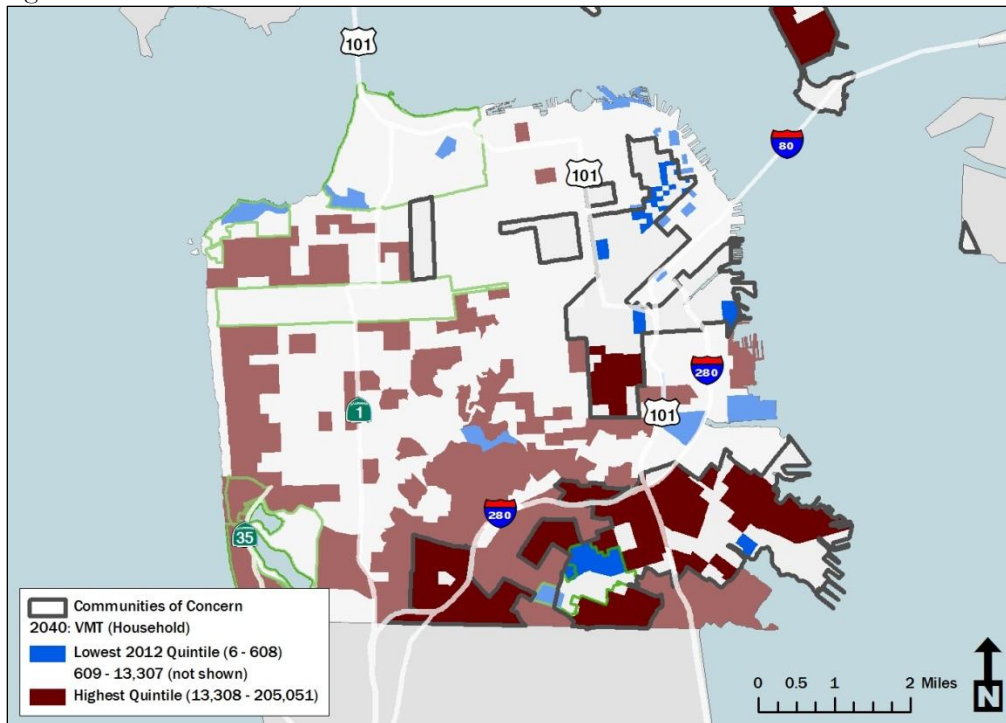 101
80
101
1
280
101
280
35
Communities of Concern
2040: VMT (Household)
Lowest 2012 Quintile (6 - 608)
609 - 13,307 (not shown)
Highest Quintile (13,308 - 205,051)
0 0.5 1 2 Miles
N